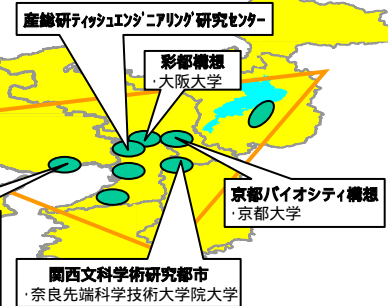 産総研ティッシュエンジニアリング研究センター
彩都構想
・大阪大学
京都バイオシティ構想
・京都大学
関西文科学術研究都市
・奈良先端科学技術大学院大学